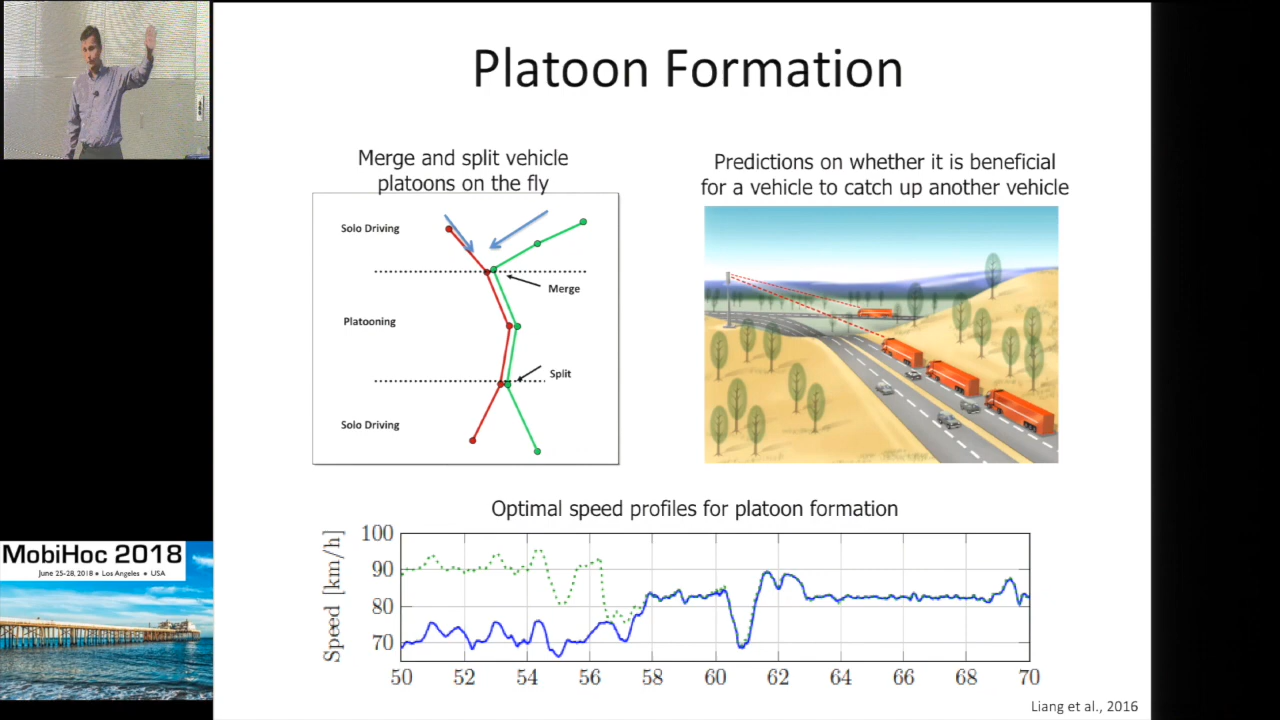 Platoon Formation
Merge and split vehicle
platoons on the fly
Solo Driving
Merge
Platooning
Split
Solo Driving
Predictions on whether it is beneficial
for a vehicle to catch up another vehicle
Optimal speed profiles for platoon formation
Speed [km/h]
100
90
80
70
50 52 54 56 58 60 62 64 66 68 70
Liang et al., 2016
MobiHoc 2018
June 25-28, 2018 • Los Angeles • USA